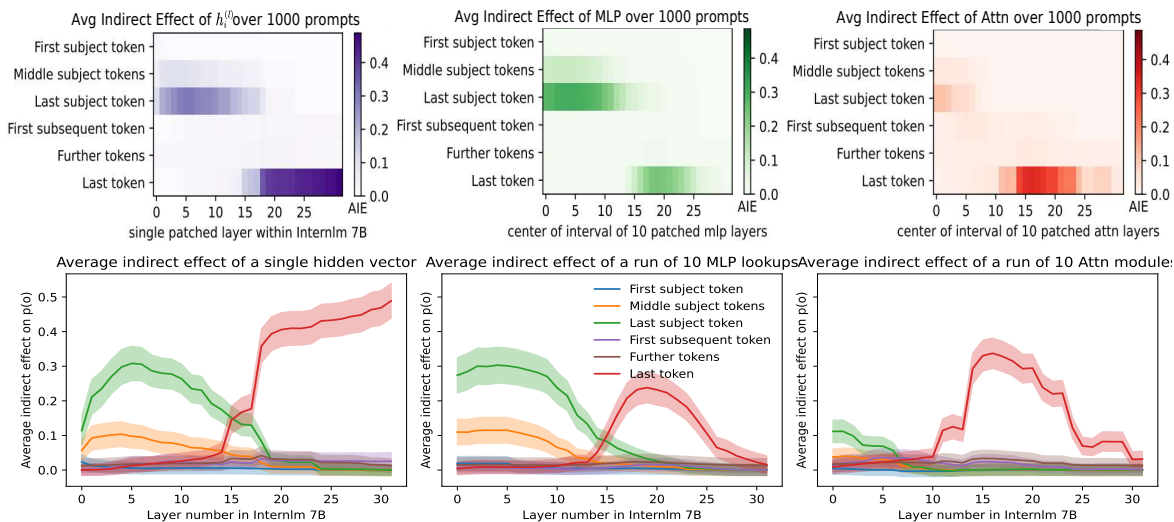 Avg Indirect Effect of h_i^(l) over 1000 prompts
First subject token
Middle subject tokens
Last subject token
First subsequent token
Further tokens
Last token
0 5 10 15 20 25
single patched layer within Internlm 7B
0.4
0.3
0.2
0.1
0.0
AIE
Avg Indirect Effect of MLP over 1000 prompts
First subject token
Middle subject tokens
Last subject token
First subsequent token
Further tokens
Last token
0 5 10 15 20 25
center of interval of 10 patched mlp layers
0.4
0.3
0.2
0.1
0.0
AIE
Avg Indirect Effect of Attn over 1000 prompts
First subject token
Middle subject tokens
Last subject token
First subsequent token
Further tokens
Last token
0 5 10 15 20 25
center of interval of 10 patched attn layers
0.4
0.3
0.2
0.1
0.0
AIE
Average indirect effect of a single hidden vector
Average indirect effect on p(o)
0.5
0.4
0.3
0.2
0.1
0.0
0 5 10 15 20 25 30
Layer number in Internlm 7B
Average indirect effect of a run of 10 MLP lookups
Average indirect effect on p(o)
First subject token
Middle subject tokens
Last subject token
First subsequent token
Further tokens
Last token
0 5 10 15 20 25 30
Layer number in Internlm 7B
Average indirect effect of a run of 10 Attn modules
Average indirect effect on p(o)
0 5 10 15 20 25 30
Layer number in Internlm 7B